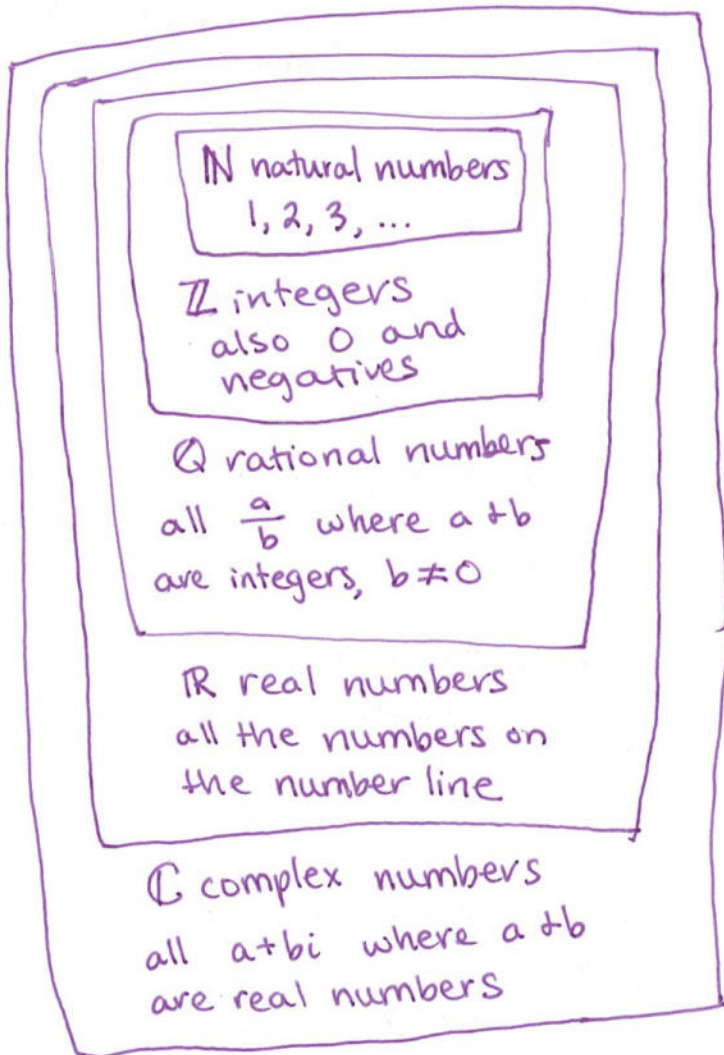 ℕ natural numbers
1, 2, 3, ...
ℤ integers
also 0 and
negatives
ℚ rational numbers
all a/b where a + b
are integers, b ≠ 0
ℝ real numbers
all the numbers on
the number line
ℂ complex numbers
all a+bi where a + b
are real numbers